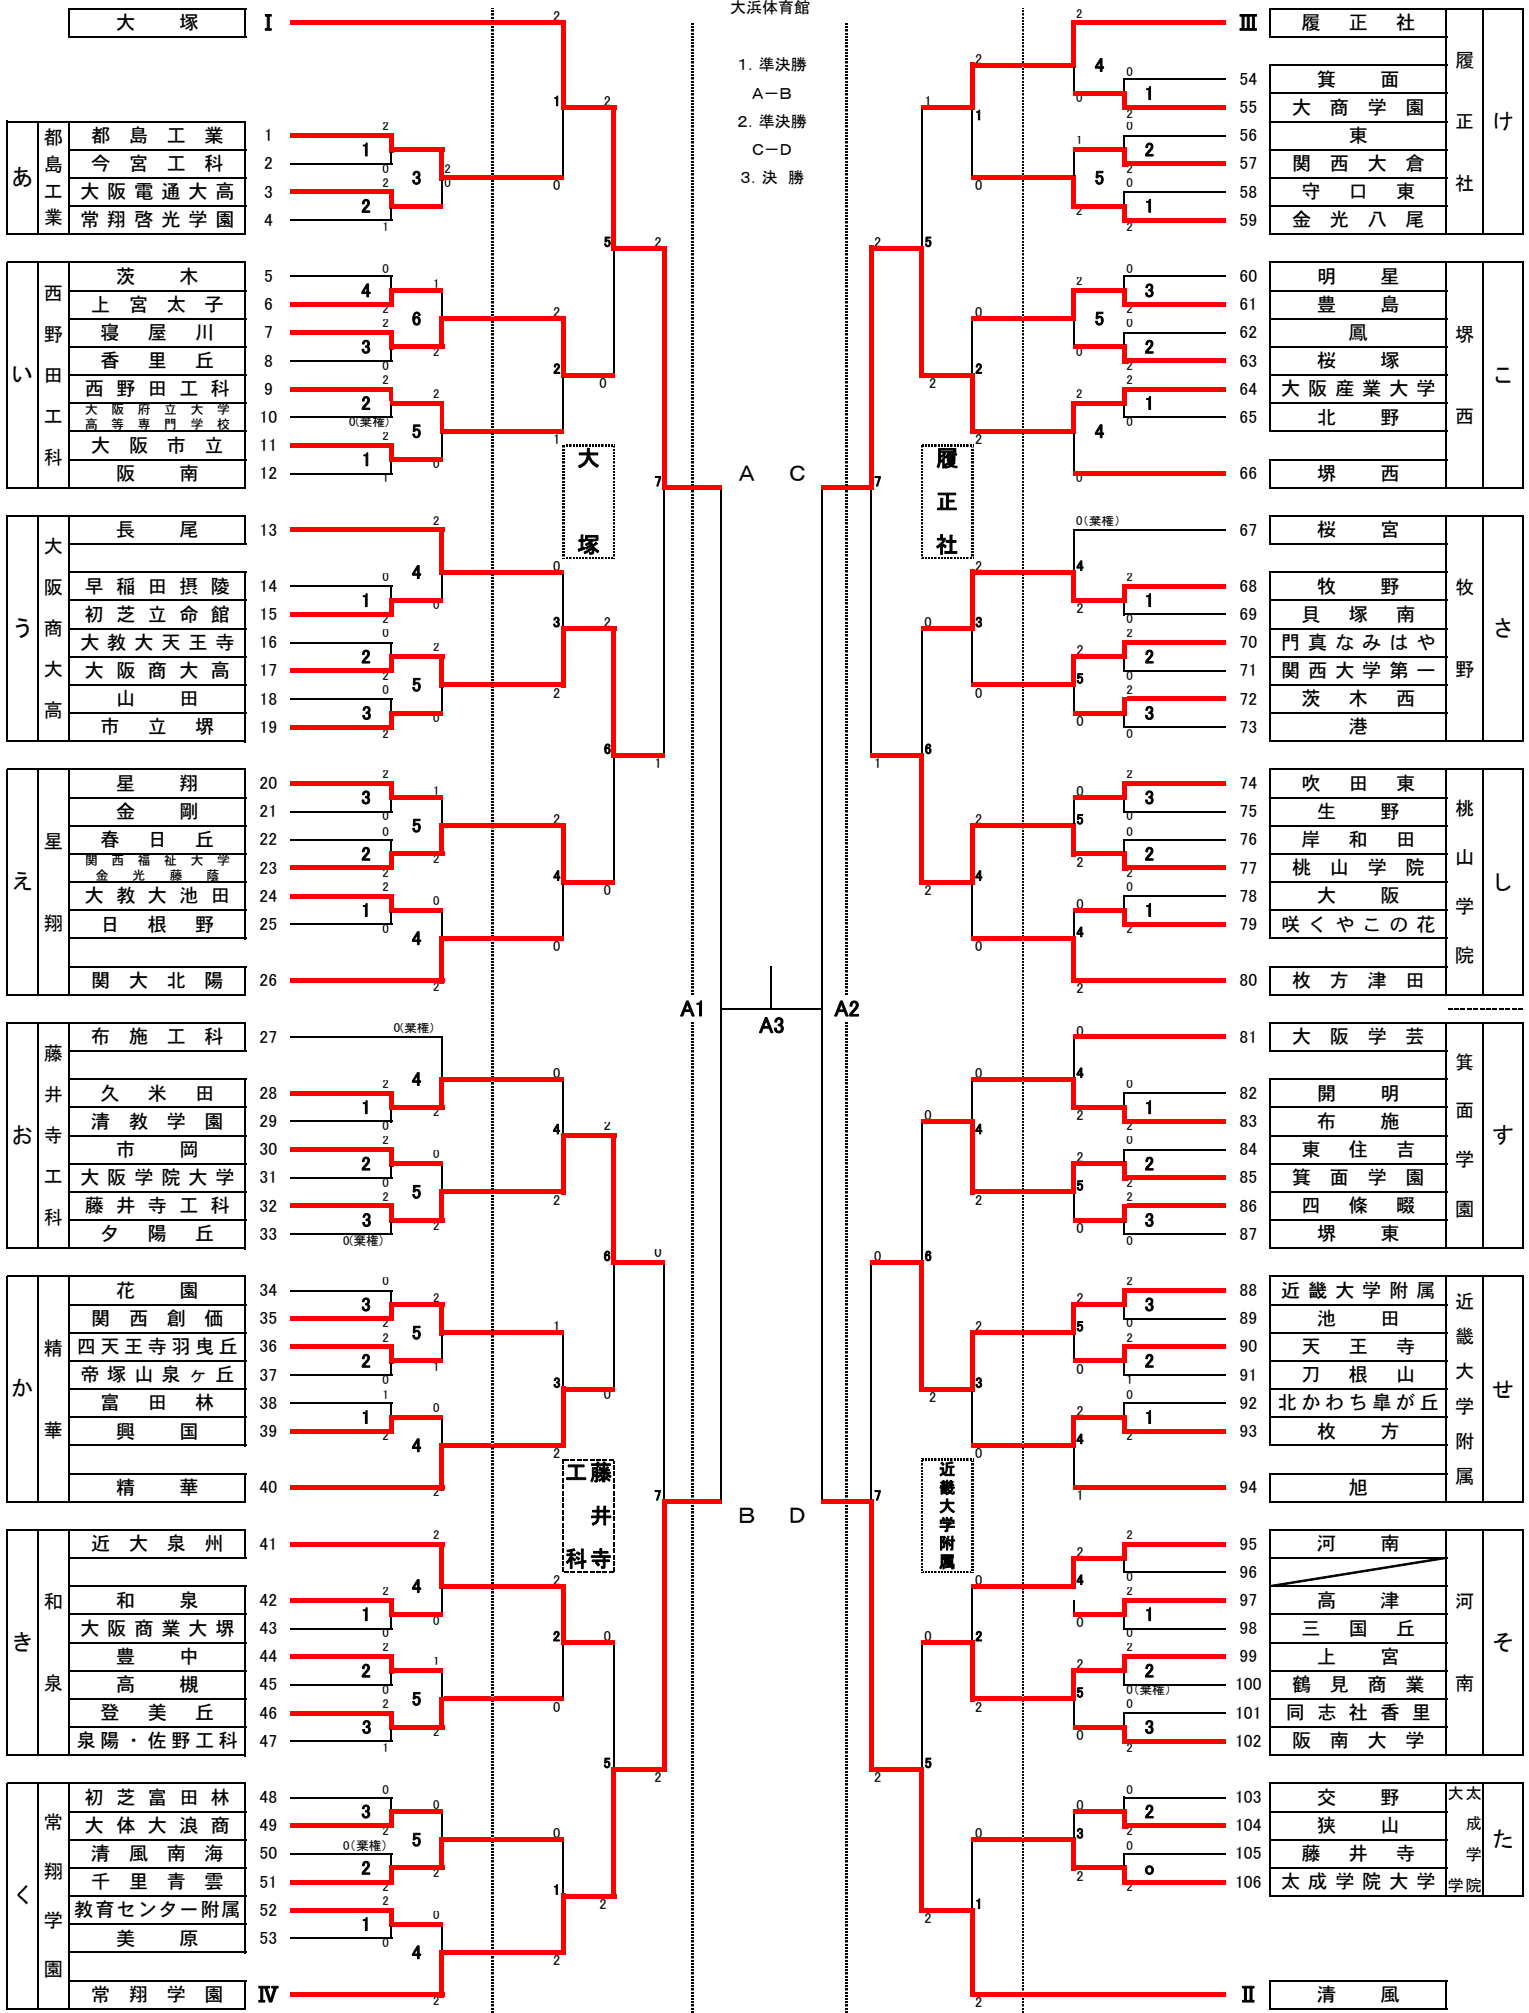 大浜体育館
1. 準決勝
A－B
2. 準決勝
C－D
3. 決 勝
大塚 Ⅰ
あ 都島工業
都島工業 1
今宮工科 2
大阪電通大高 3
常翔啓光学園 4
い 西野田工科
茨木 5
上宮太子 6
寝屋川 7
香里丘 8
西野田工科 9
大阪府立大学高等専門学校 10 0(棄権)
大阪市立 11
阪南 12
う 大阪商大高
長尾 13
早稲田摂陵 14
初芝立命館 15
大教大天王寺 16
大阪商大高 17
山田 18
市立堺 19
え 星翔
星翔 20
金剛 21
春日丘 22
関西福祉大学金光藤蔭 23
大教大池田 24
日根野 25
関大北陽 26
お 藤井寺工科
布施工科 27 0(棄権)
久米田 28
清教学園 29
市岡 30
大阪学院大学 31
藤井寺工科 32
夕陽丘 33 0(棄権)
か 精華
花園 34
関西創価 35
四天王寺羽曳丘 36
帝塚山泉ヶ丘 37
富田林 38
興国 39
精華 40
き 和泉
近大泉州 41
和泉 42
大阪商業大堺 43
豊中 44
高槻 45
登美丘 46
泉陽・佐野工科 47
く 常翔学園
初芝富田林 48
大体大浪商 49
清風南海 50 0(棄権)
千里青雲 51
教育センター附属 52
美原 53
常翔学園 Ⅳ
大塚
藤井寺工科
A C
A1 A3 A2
B D
履正社
近畿大学附属
Ⅲ 履正社
け 履正社
54 箕面
55 大商学園
56 東
57 関西大倉
58 守口東
59 金光八尾
こ 堺西
60 明星
61 豊島
62 鳳
63 桜塚
64 大阪産業大学
65 北野
66 堺西
さ 牧野
0(棄権) 67 桜宮
68 牧野
69 貝塚南
70 門真なみはや
71 関西大学第一
72 茨木西
73 港
し 桃山学院
74 吹田東
75 生野
76 岸和田
77 桃山学院
78 大阪
79 咲くやこの花
80 枚方津田
す 箕面学園
81 大阪学芸
82 開明
83 布施
84 東住吉
85 箕面学園
86 四條畷
87 堺東
せ 近畿大学附属
88 近畿大学附属
89 池田
90 天王寺
91 刀根山
92 北かわち皐が丘
93 枚方
94 旭
そ 河南
95 河南
96
97 高津
98 三国丘
99 上宮
0(棄権) 100 鶴見商業
101 同志社香里
102 阪南大学
た 太成学院大学
103 交野
104 狭山
105 藤井寺
106 太成学院大学
Ⅱ 清風